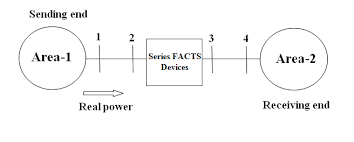 Sending end
1 2 3 4
Area-1
Series FACTS
Devices
Area-2
Real power
Receiving end